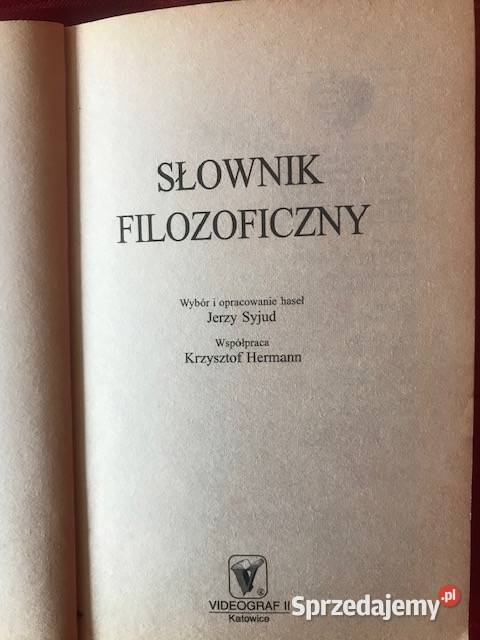 SŁOWNIK
FILOZOFICZNY
Wybór i opracowanie haseł
Jerzy Syjud
Współpraca
Krzysztof Hermann
®
VIDEOGRAF II
Katowice
Sprzedajemy.pl